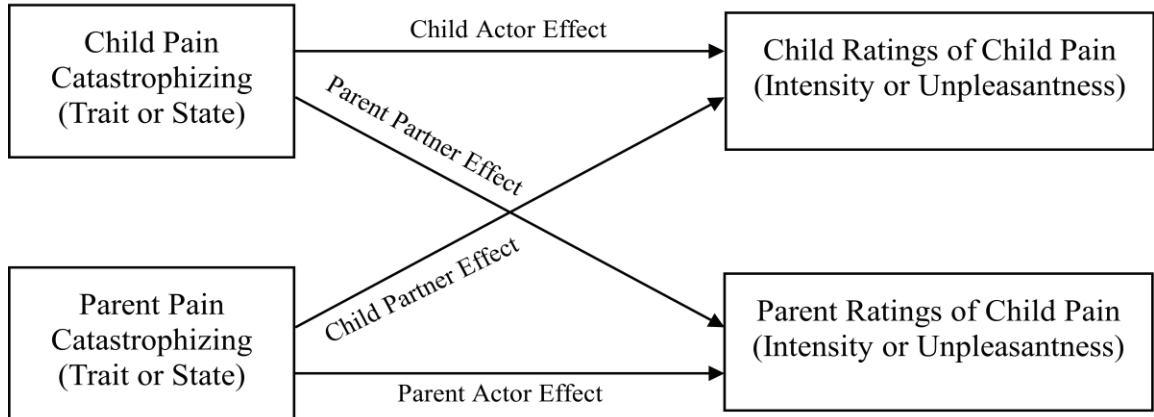 Child Pain
Catastrophizing
(Trait or State)
Child Actor Effect
Child Ratings of Child Pain
(Intensity or Unpleasantness)
Parent Partner Effect
Child Partner Effect
Parent Pain
Catastrophizing
(Trait or State)
Parent Actor Effect
Parent Ratings of Child Pain
(Intensity or Unpleasantness)